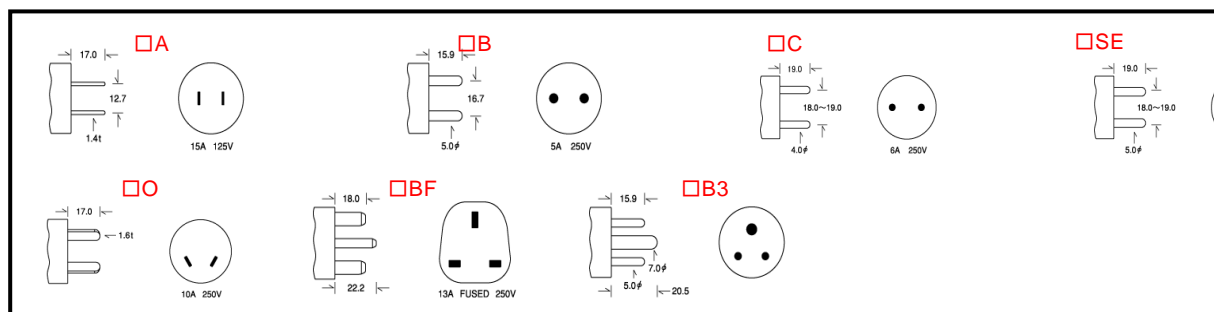 □A
17.0
12.7
1.4t
15A 125V
□B
15.9
16.7
5.0φ
5A 250V
□C
19.0
18.0~19.0
4.0φ
6A 250V
□SE
19.0
18.0~19.0
5.0φ
□O
17.0
1.6t
10A 250V
□BF
18.0
22.2
13A FUSED 250V
□B3
15.9
7.0φ
5.0φ
20.5